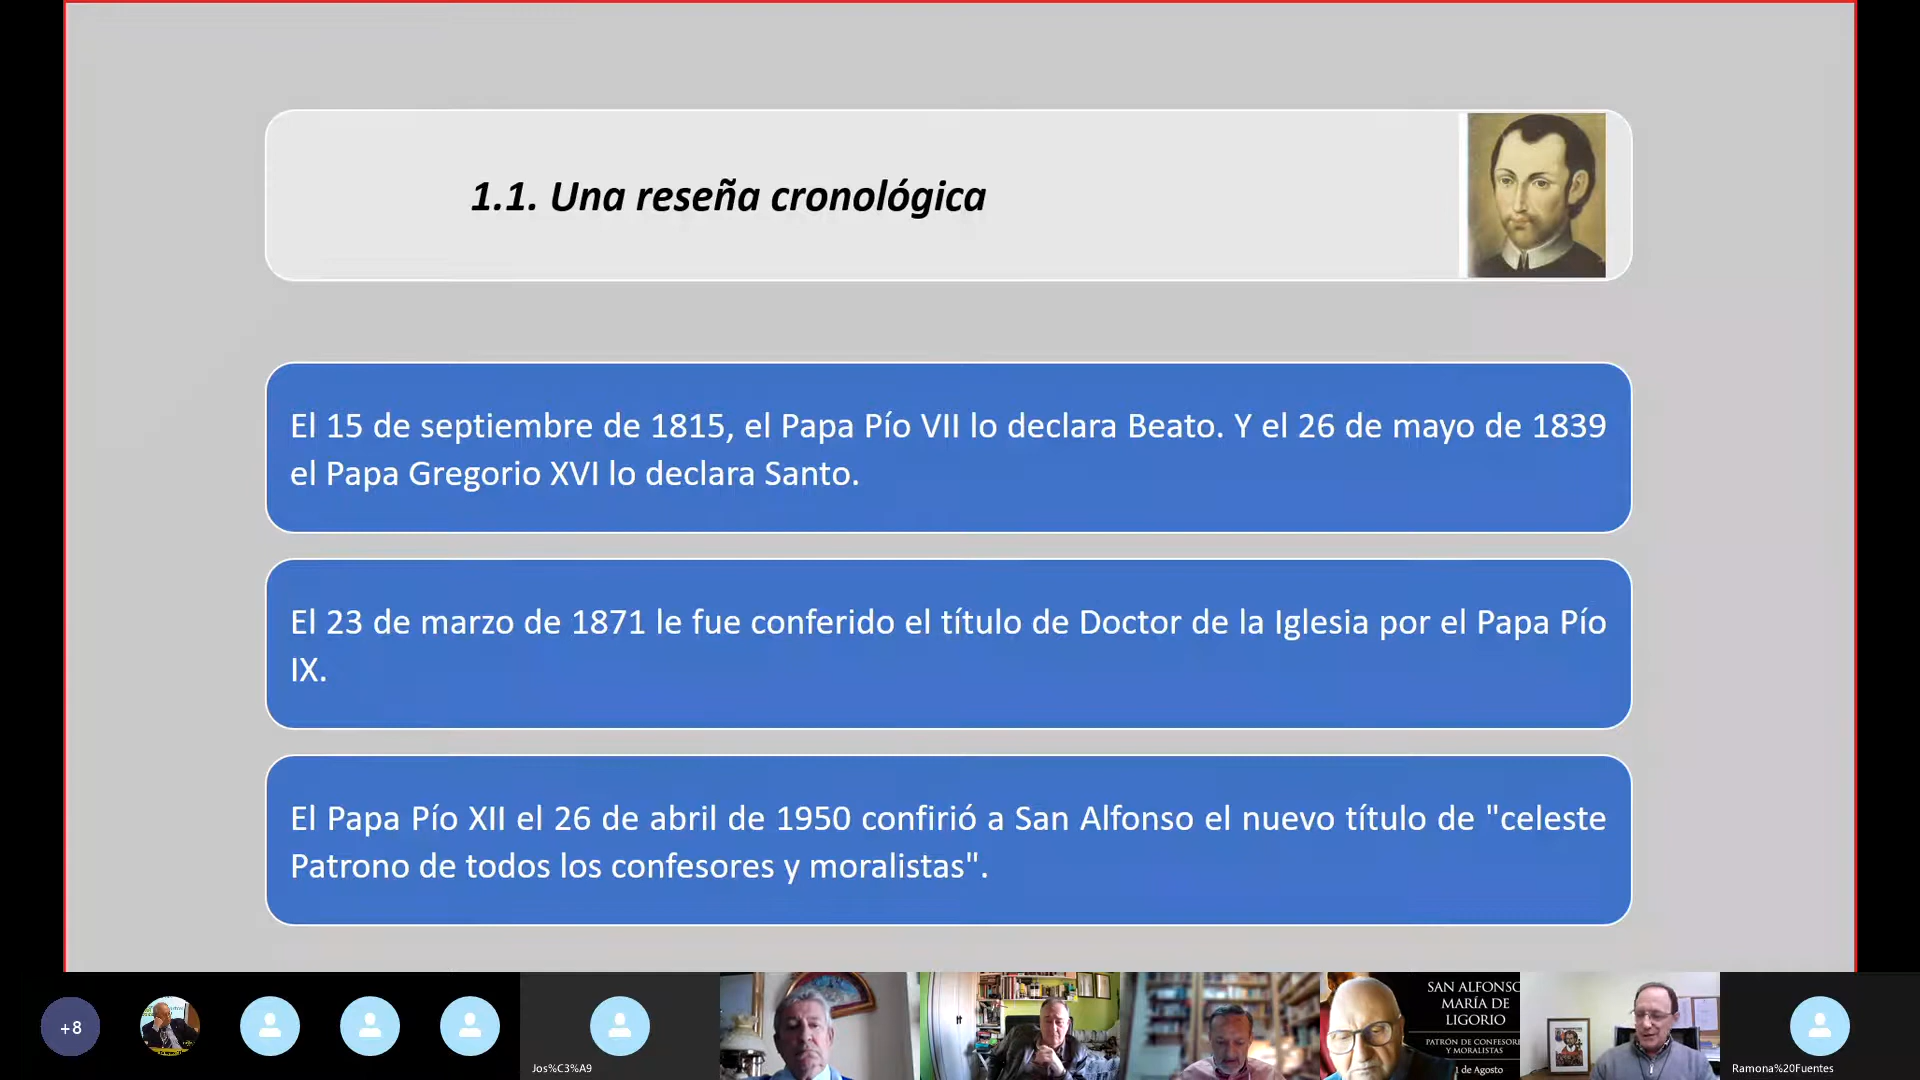 1.1. Una reseña cronológica
El 15 de septiembre de 1815, el Papa Pío VII lo declara Beato. Y el 26 de mayo de 1839
el Papa Gregorio XVI lo declara Santo.
El 23 de marzo de 1871 le fue conferido el título de Doctor de la Iglesia por el Papa Pío
IX.
El Papa Pío XII el 26 de abril de 1950 confirió a San Alfonso el nuevo título de "celeste
Patrono de todos los confesores y moralistas".
+8
Jos%C3%A9
SAN ALFONSO
MARÍA DE
LIGORIO
PATRÓN DE CONFESORE
Y MORALISTAS
1 de Agosto
Ramona%20Fuentes